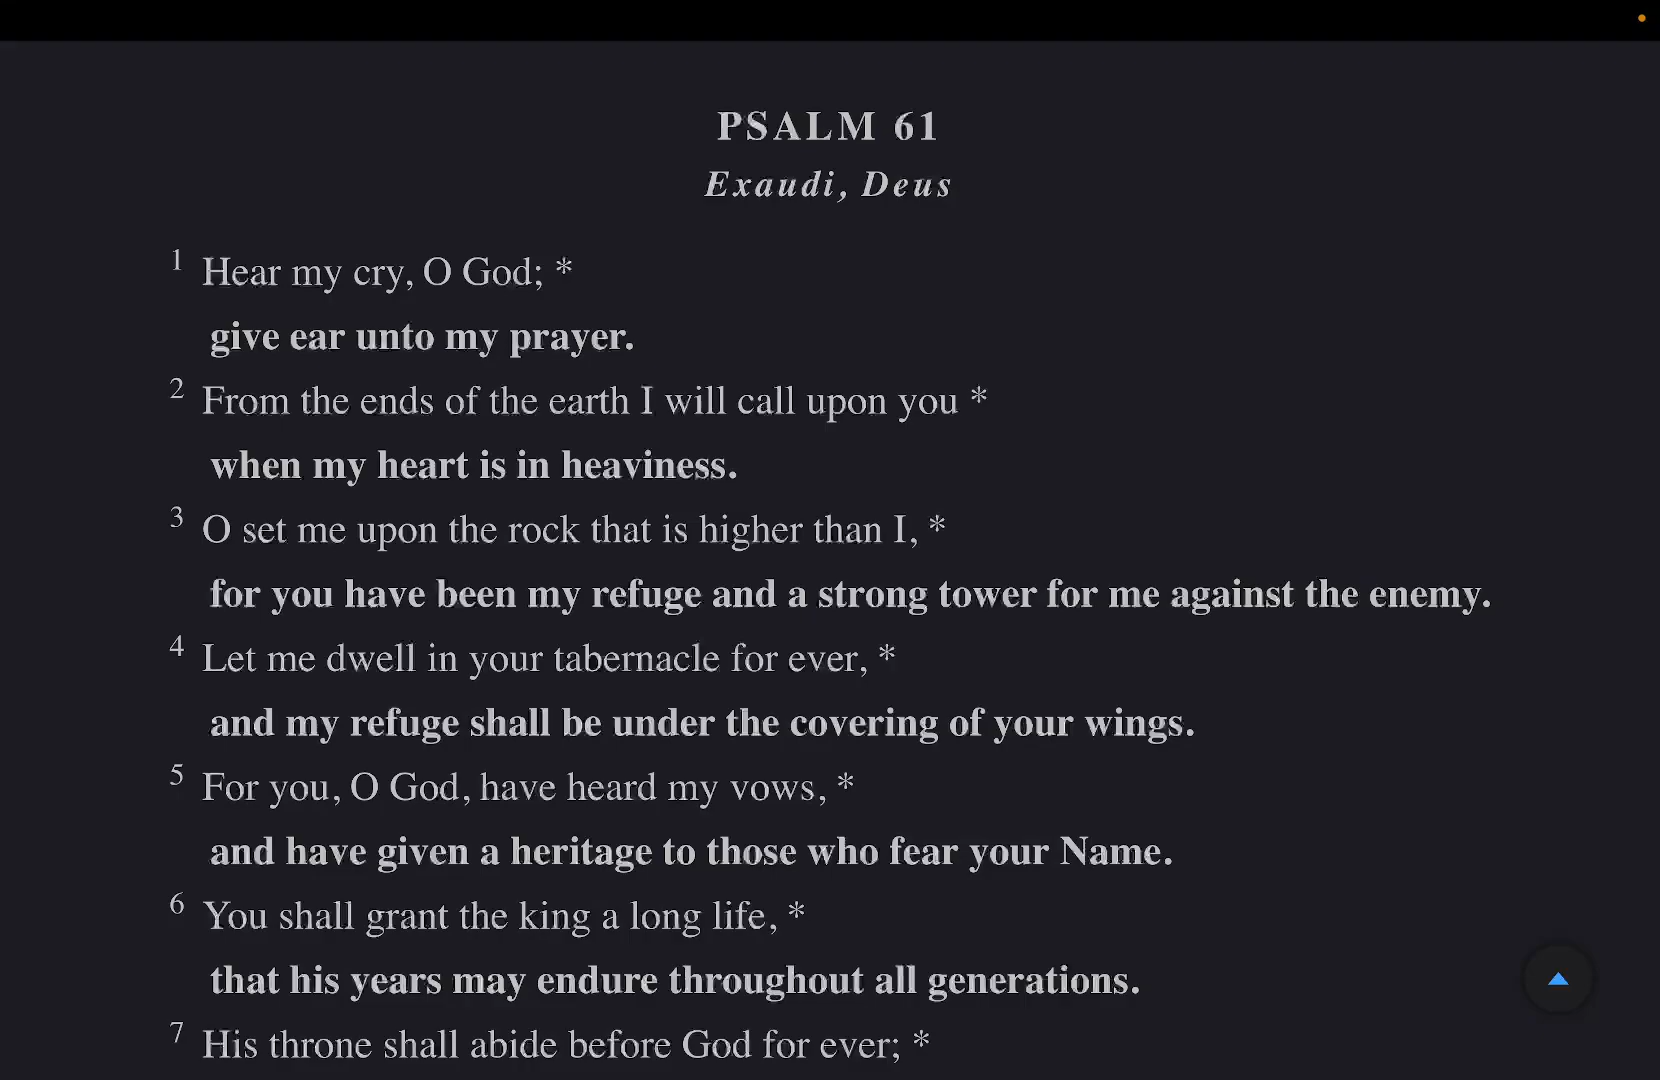 PSALM 61
Exaudi, Deus
1 Hear my cry, O God; *
give ear unto my prayer.
2 From the ends of the earth I will call upon you *
when my heart is in heaviness.
3 O set me upon the rock that is higher than I, *
for you have been my refuge and a strong tower for me against the enemy.
4 Let me dwell in your tabernacle for ever, *
and my refuge shall be under the covering of your wings.
5 For you, O God, have heard my vows, *
and have given a heritage to those who fear your Name.
6 You shall grant the king a long life, *
that his years may endure throughout all generations.
7 His throne shall abide before God for ever; *